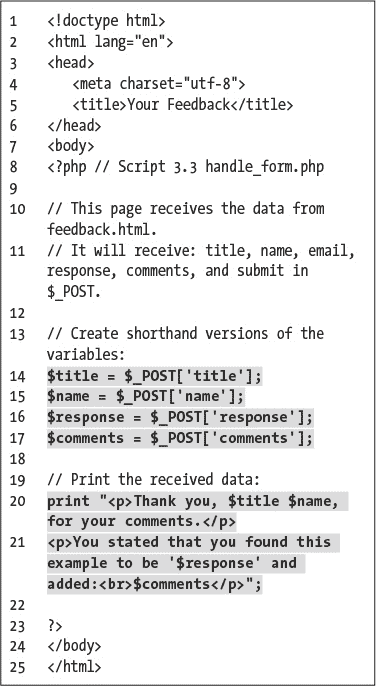 1 <!doctype html>
2 <html lang="en">
3 <head>
4 <meta charset="utf-8">
5 <title>Your Feedback</title>
6 </head>
7 <body>
8 <?php // Script 3.3 handle_form.php
9
10 // This page receives the data from
feedback.html.
11 // It will receive: title, name, email,
response, comments, and submit in
$_POST.
12
13 // Create shorthand versions of the
variables:
14 $title = $_POST['title'];
15 $name = $_POST['name'];
16 $response = $_POST['response'];
17 $comments = $_POST['comments'];
18
19 // Print the received data:
20 print "<p>Thank you, $title $name,
for your comments.</p>
21 <p>You stated that you found this
example to be '$response' and
added:<br>$comments</p>";
22
23 ?>
24 </body>
25 </html>